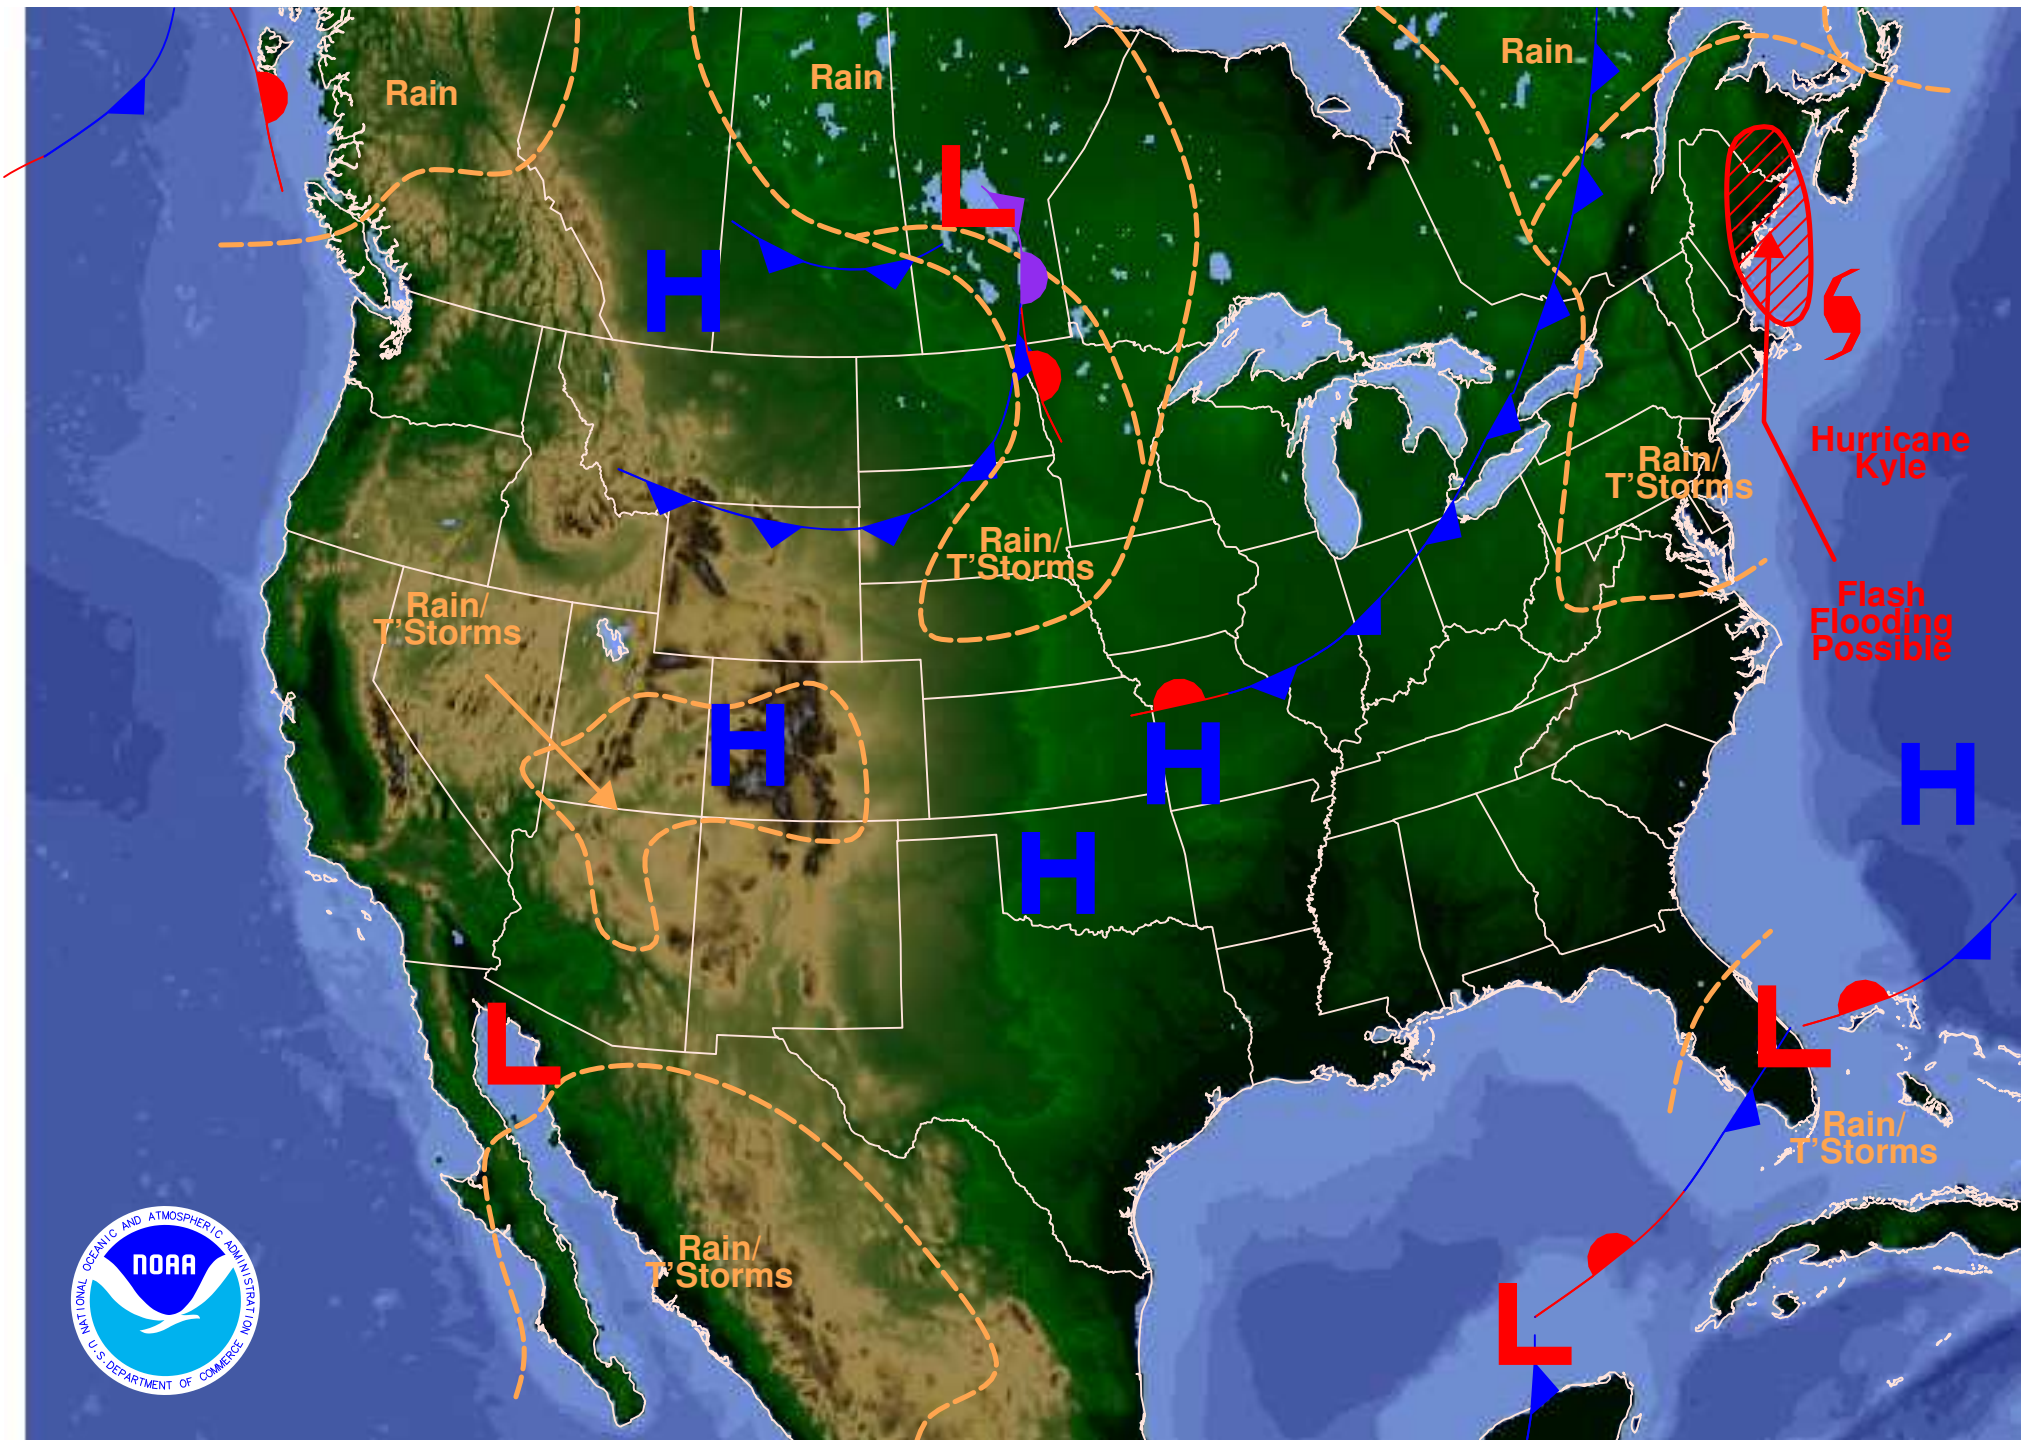 Rain
Rain
Rain
L
H
Hurricane
Kyle
Rain/
T'Storms
Rain/
T'Storms
Rain/
T'Storms
Flash
Flooding
Possible
H
H
H
H
L
L
Rain/
T'Storms
Rain/
T'Storms
L
NATIONAL OCEANIC AND ATMOSPHERIC ADMINISTRATION
NOAA
U.S. DEPARTMENT OF COMMERCE